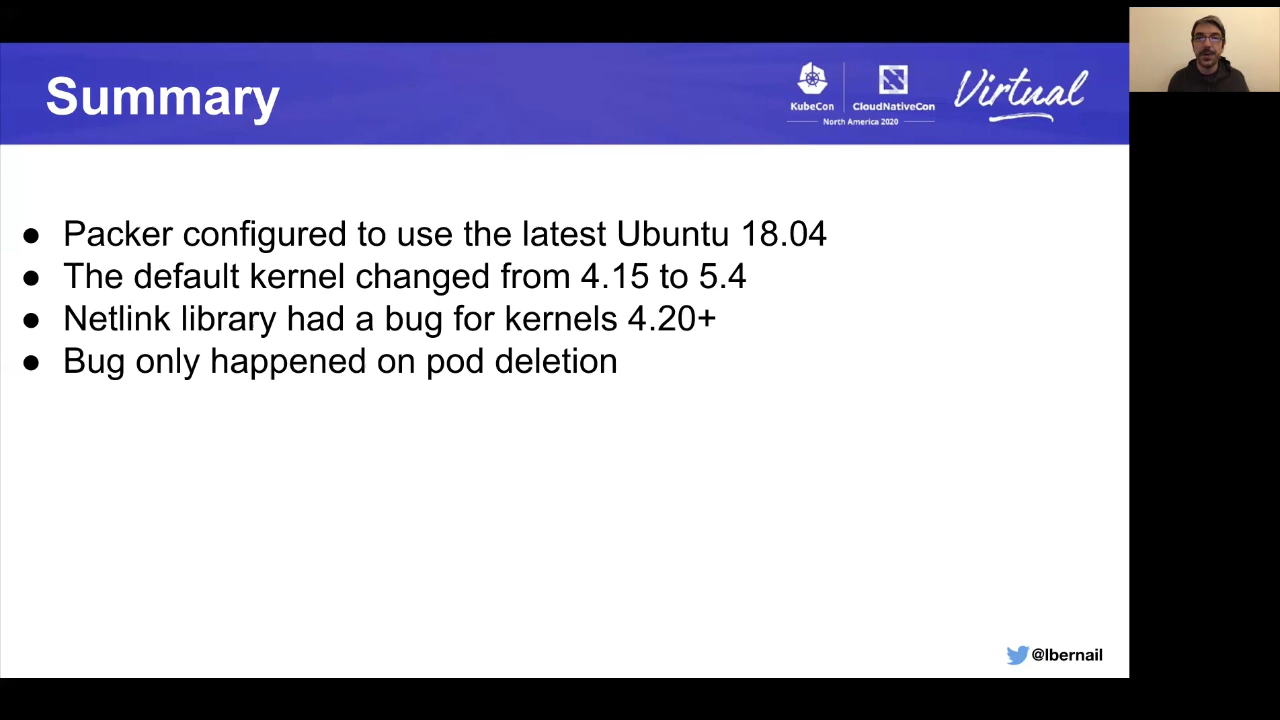 Summary
KubeCon
CloudNativeCon
North America 2020
Virtual
● Packer configured to use the latest Ubuntu 18.04
● The default kernel changed from 4.15 to 5.4
● Netlink library had a bug for kernels 4.20+
● Bug only happened on pod deletion
@lbernail